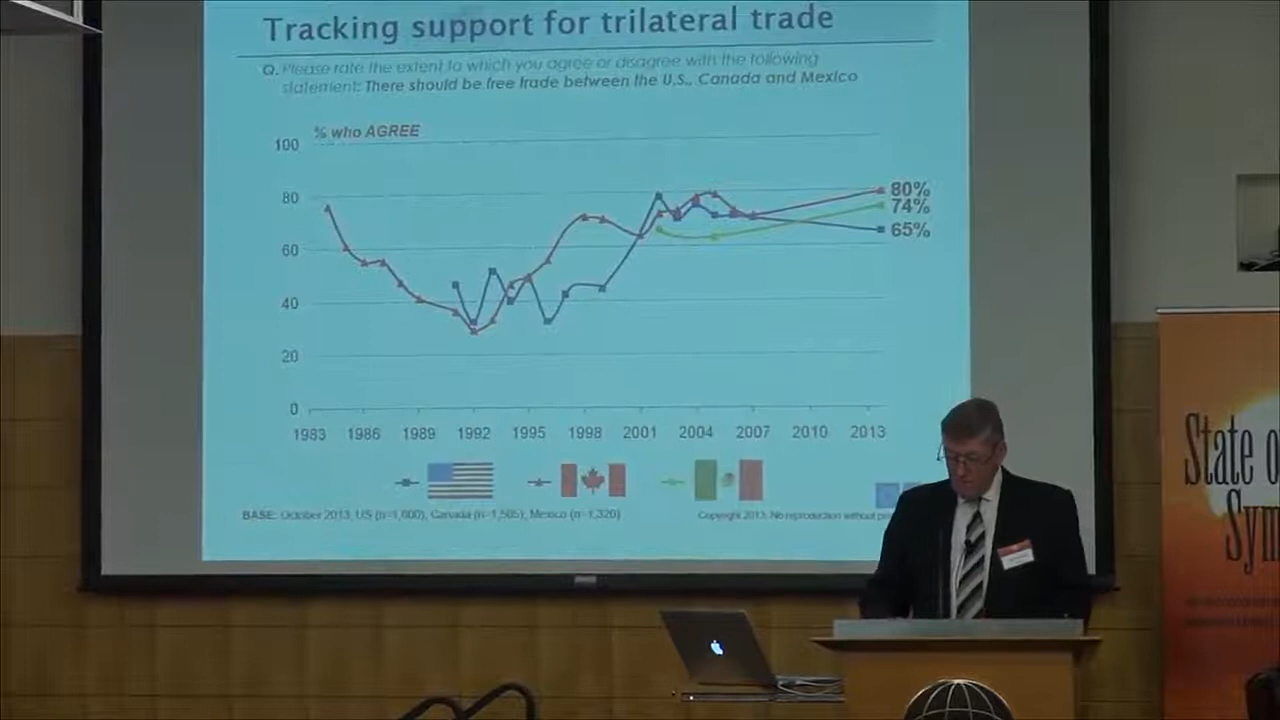 Tracking support for trilateral trade
Q. Please rate the extent to which you agree or disagree with the following
statement: There should be free trade between the U.S., Canada and Mexico
% who AGREE
100
80
60
40
20
0
80%
74%
65%
1983 1986 1989 1992 1995 1998 2001 2004 2007 2010 2013
BASE: October 2013, US (n=1,000), Canada (n=1,505), Mexico (n=1,320)
Copyright 2013. No reproduction without
State o
Sym